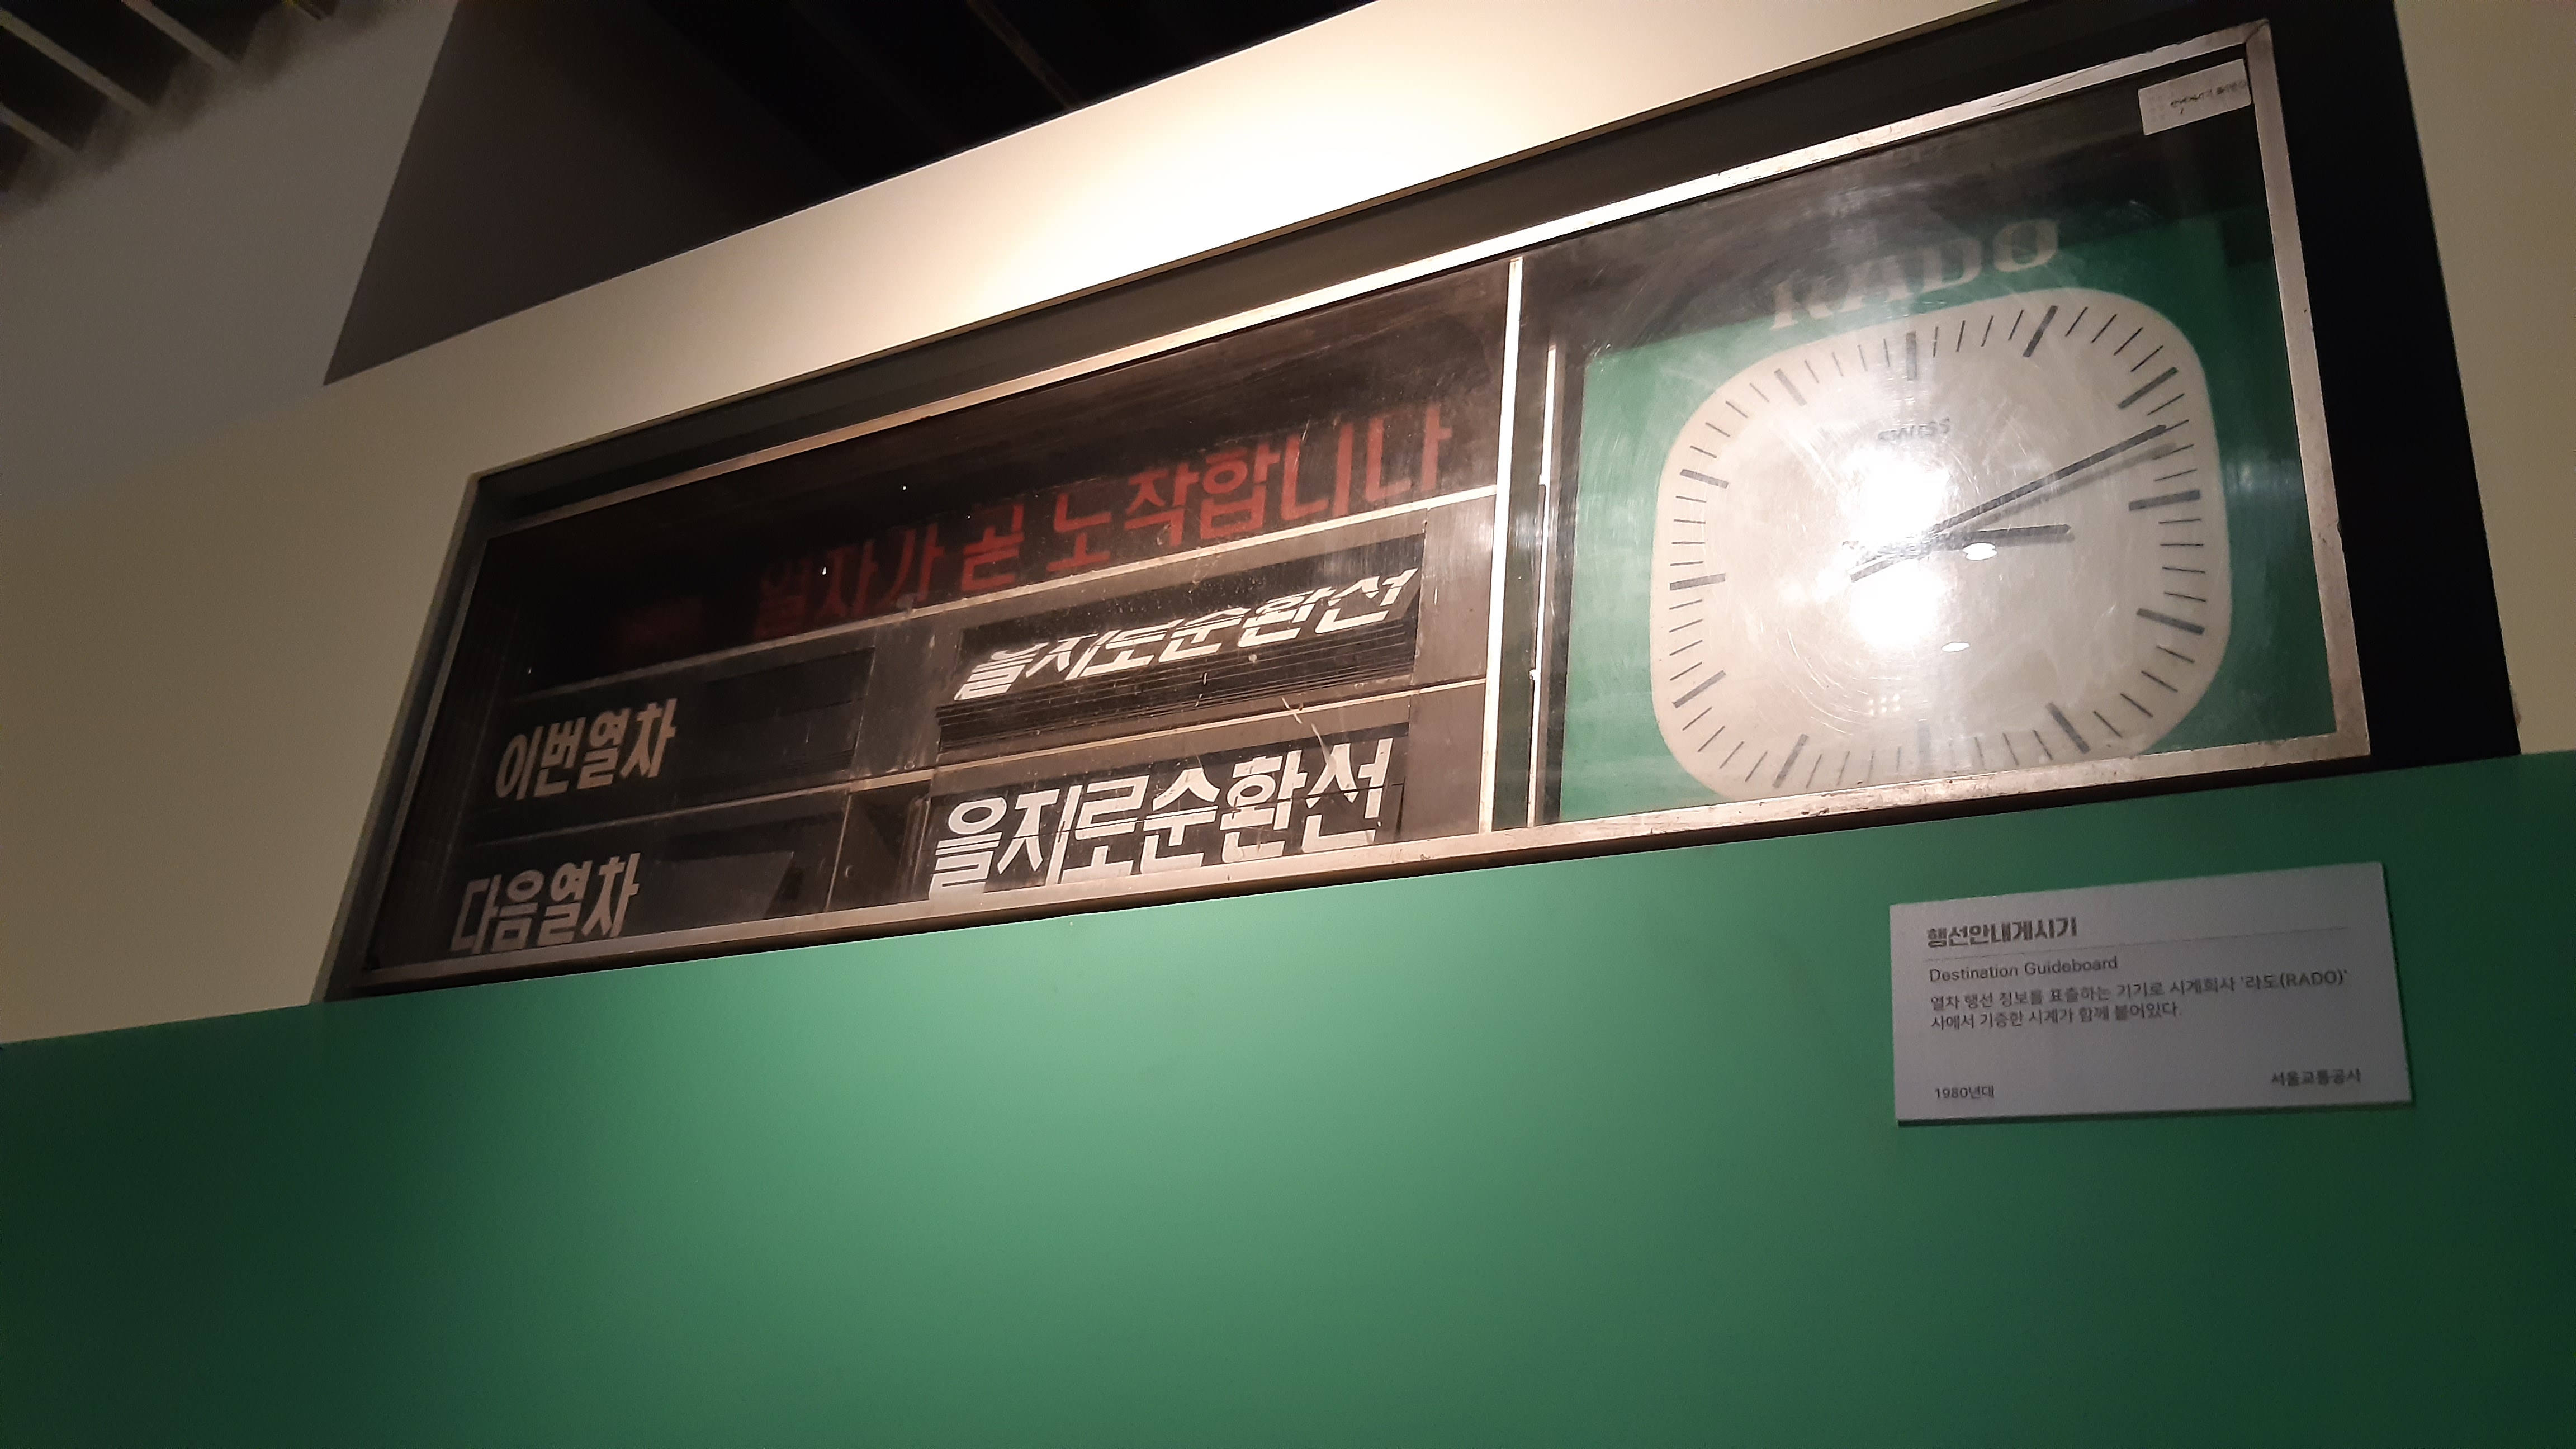 열차가 곧 도착합니다
이번열차 을지로순환선
다음열차 을지로순환선
RADO
SWISS
행선안내게시기
Destination Guideboard
열차 행선 정보를 표출하는 기기로 시계회사 '라도(RADO)'
사에서 기증한 시계가 함께 붙어있다.
1980년대
서울교통공사